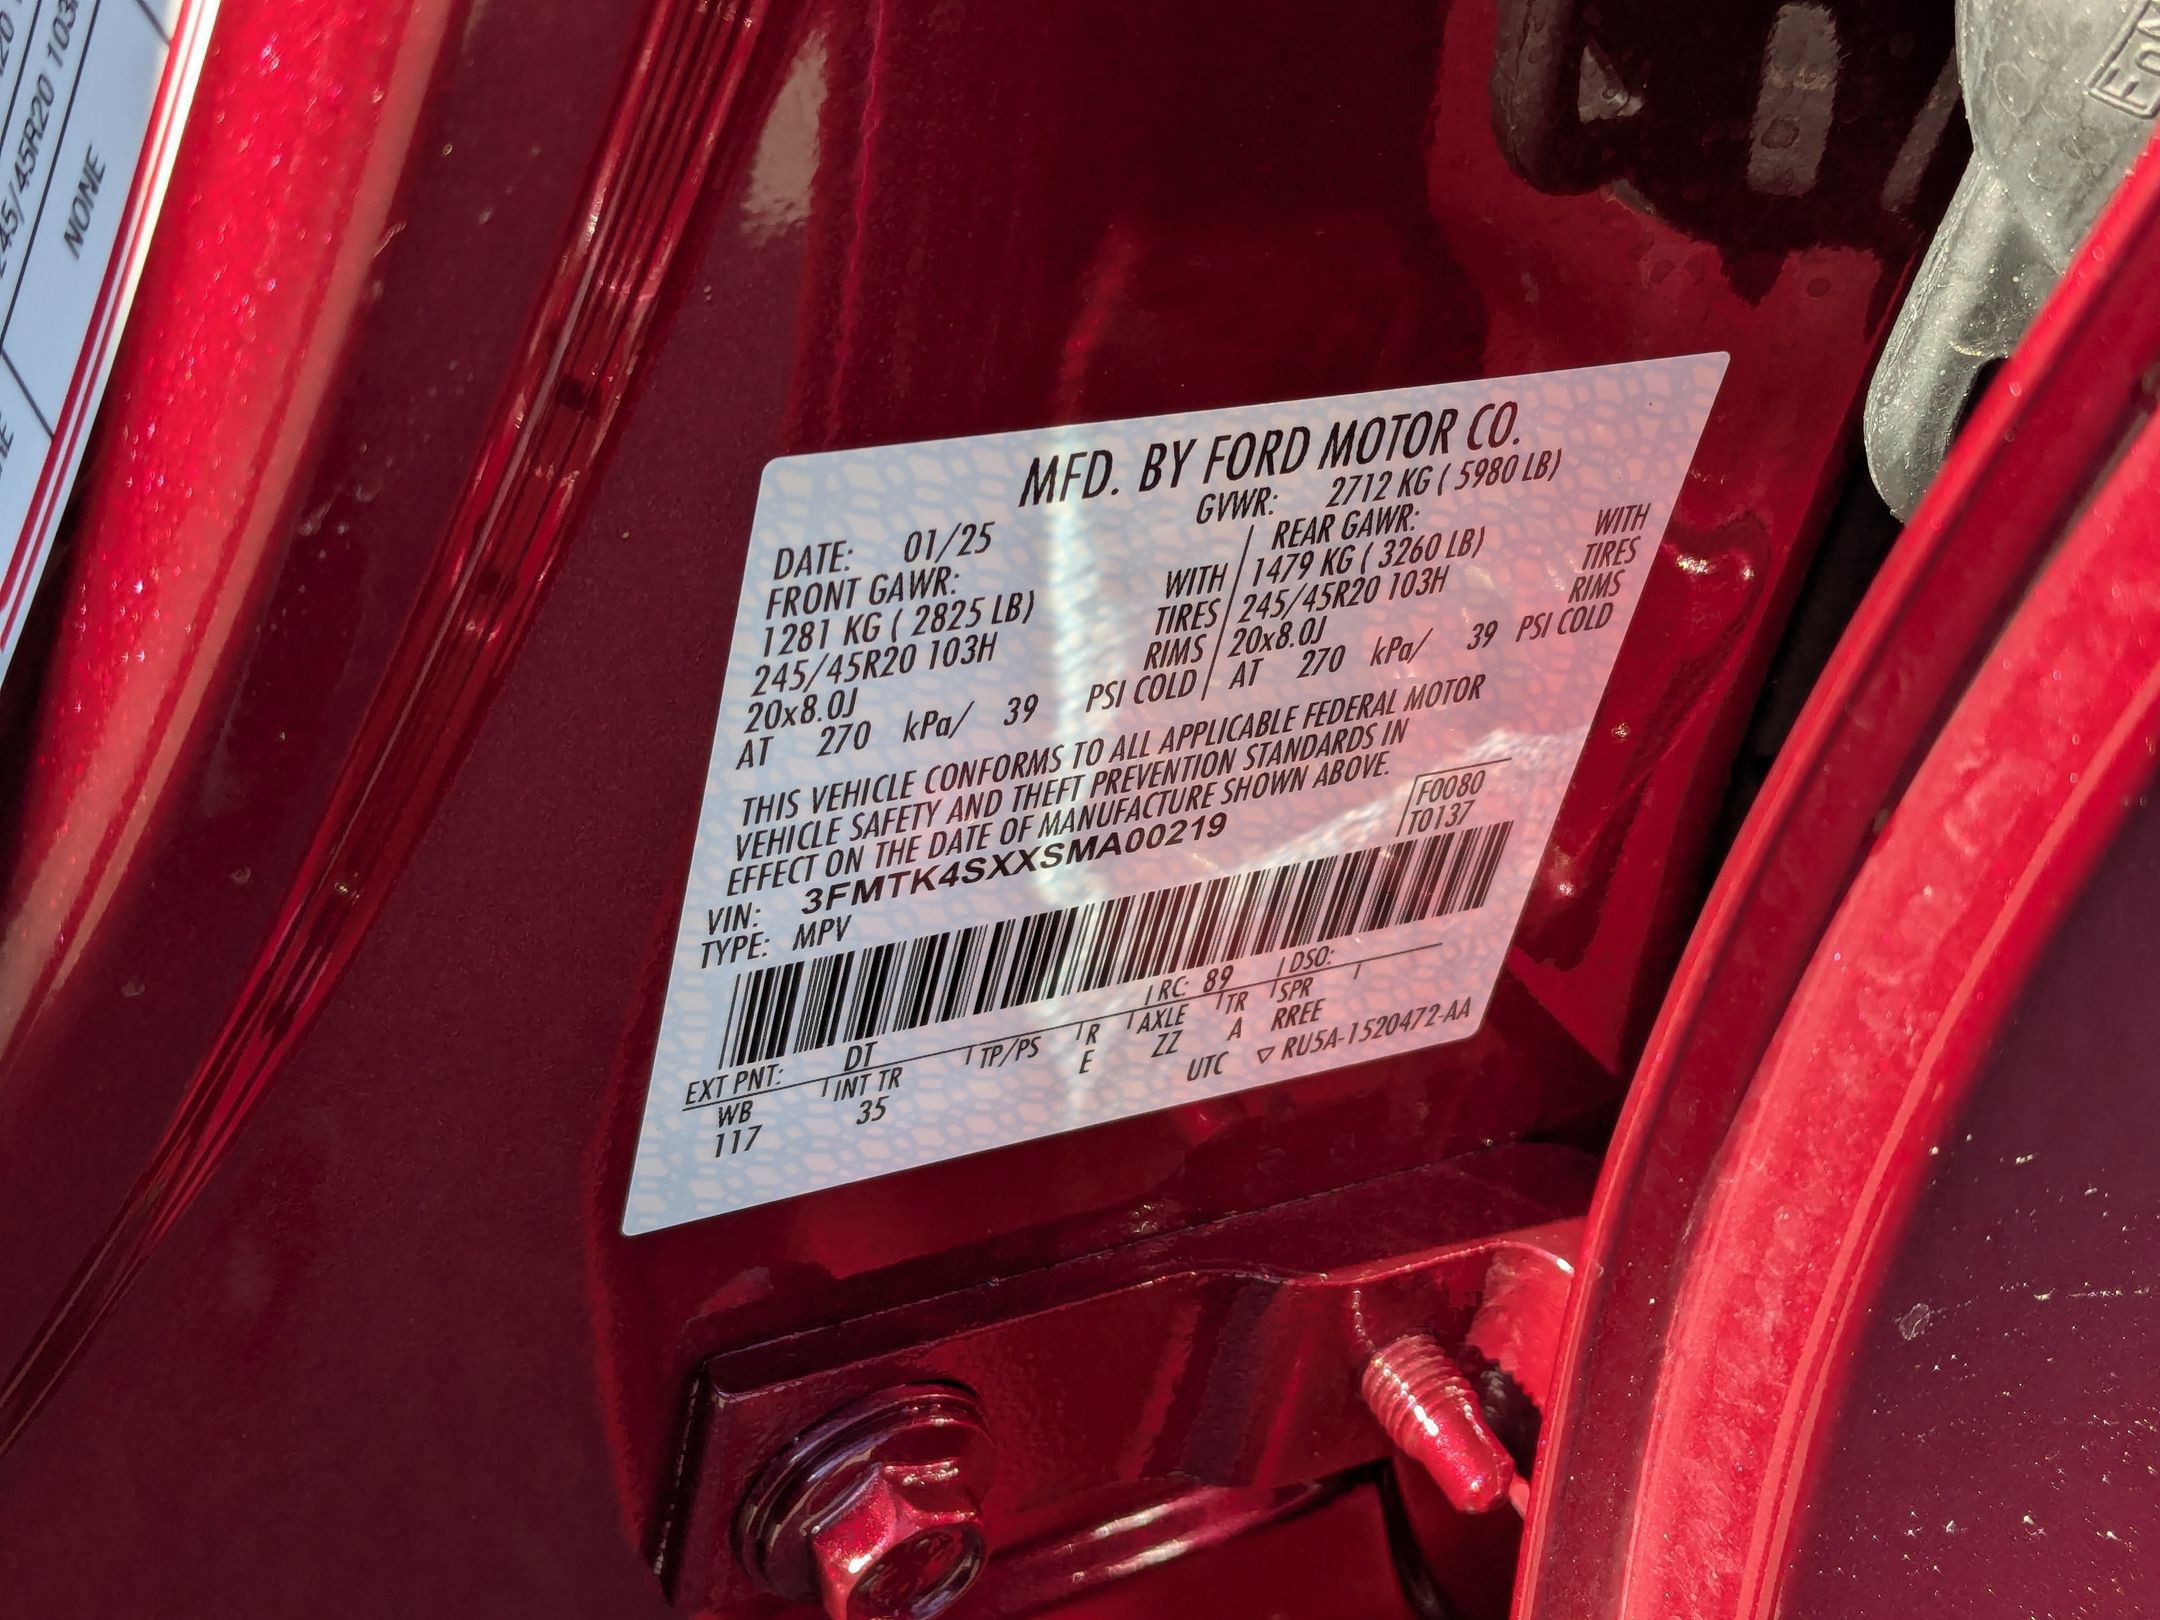 245/45R20 103
NONE
MFD. BY FORD MOTOR CO.
DATE: 01/25 GVWR: 2712 KG ( 5980 LB)
FRONT GAWR: REAR GAWR:
1281 KG ( 2825 LB) WITH 1479 KG ( 3260 LB) WITH
245/45R20 103H TIRES 245/45R20 103H TIRES
20x8.0J RIMS 20x8.0J RIMS
AT 270 kPa/ 39 PSI COLD AT 270 kPa/ 39 PSI COLD
THIS VEHICLE CONFORMS TO ALL APPLICABLE FEDERAL MOTOR
VEHICLE SAFETY AND THEFT PREVENTION STANDARDS IN
EFFECT ON THE DATE OF MANUFACTURE SHOWN ABOVE.
VIN: 3FMTK4SXXSMA00219 F0080
TYPE: MPV T0137
EXT PNT: DT RC: 89 DSO:
WB INT TR TP/PS R AXLE TR SPR
117 35 E ZZ A RREE
UTC ▽ RU5A-1520472-AA